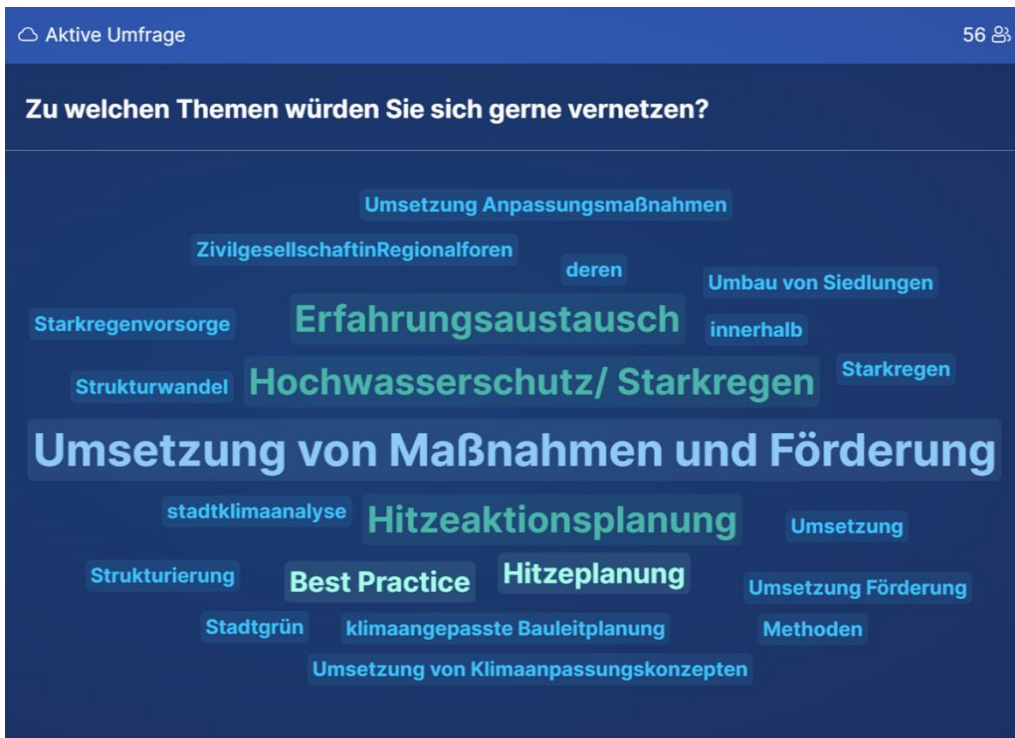 Aktive Umfrage
56
Zu welchen Themen würden Sie sich gerne vernetzen?
Umsetzung Anpassungsmaßnahmen
ZivilgesellschaftinRegionalforen
deren
Umbau von Siedlungen
Starkregenvorsorge
Erfahrungsaustausch
innerhalb
Strukturwandel
Hochwasserschutz/ Starkregen
Starkregen
Umsetzung von Maßnahmen und Förderung
stadtklimaanalyse
Hitzeaktionsplanung
Umsetzung
Strukturierung
Best Practice
Hitzeplanung
Umsetzung Förderung
Stadtgrün
klimaangepasste Bauleitplanung
Methoden
Umsetzung von Klimaanpassungskonzepten